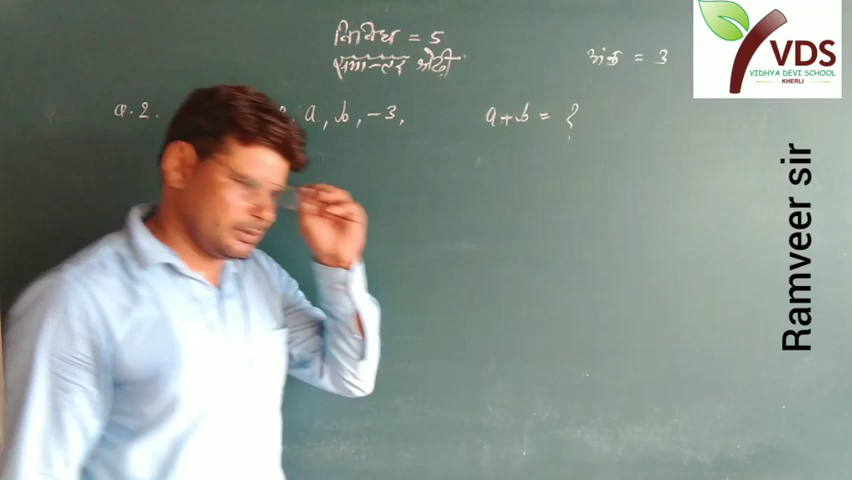 विविध = 5
समान्तर श्रेढ़ी
अंक = 3
Q. 2. a, b, -3, a+b = ?
VDS
VIDHYA DEVI SCHOOL
KHERLI
Ramveer sir